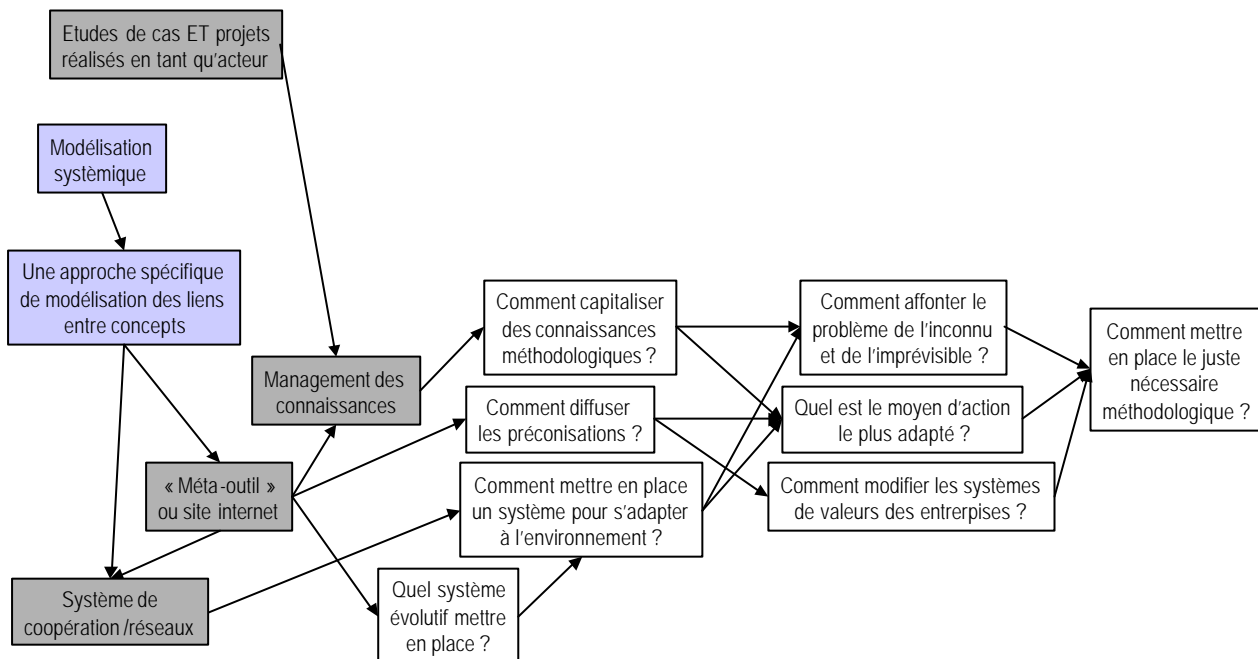 Etudes de cas ET projets
réalisés en tant qu'acteur
Modélisation
systèmique
Une approche spécifique
de modélisation des liens
entre concepts
Management des
connaissances
« Méta-outil »
ou site internet
Système de
coopération /réseaux
Comment capitaliser
des connaissances
méthodologiques ?
Comment diffuser
les préconisations ?
Comment mettre en place
un système pour s'adapter
à l'environnement ?
Quel système
évolutif mettre
en place ?
Comment affonter le
problème de l'inconnu
et de l'imprévisible ?
Quel est le moyen d'action
le plus adapté ?
Comment modifier les systèmes
de valeurs des entrerpises ?
Comment mettre
en place le juste
nécessaire
méthodologique ?